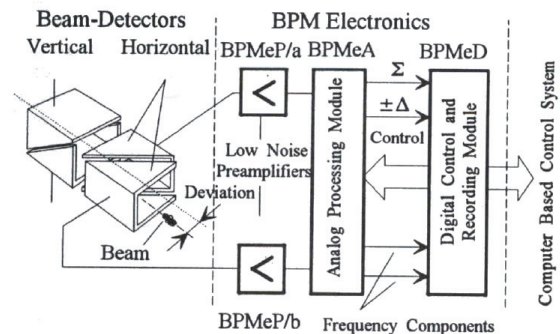 Beam-Detectors
BPM Electronics
Vertical Horizontal
BPMeP/a BPMeA BPMeD
Σ
±Δ
Control
Low Noise
Preamplifiers
Deviation
Beam
Analog Processing Module
Digital Control and
Recording Module
Computer Based Control System
BPMeP/b
Frequency Components